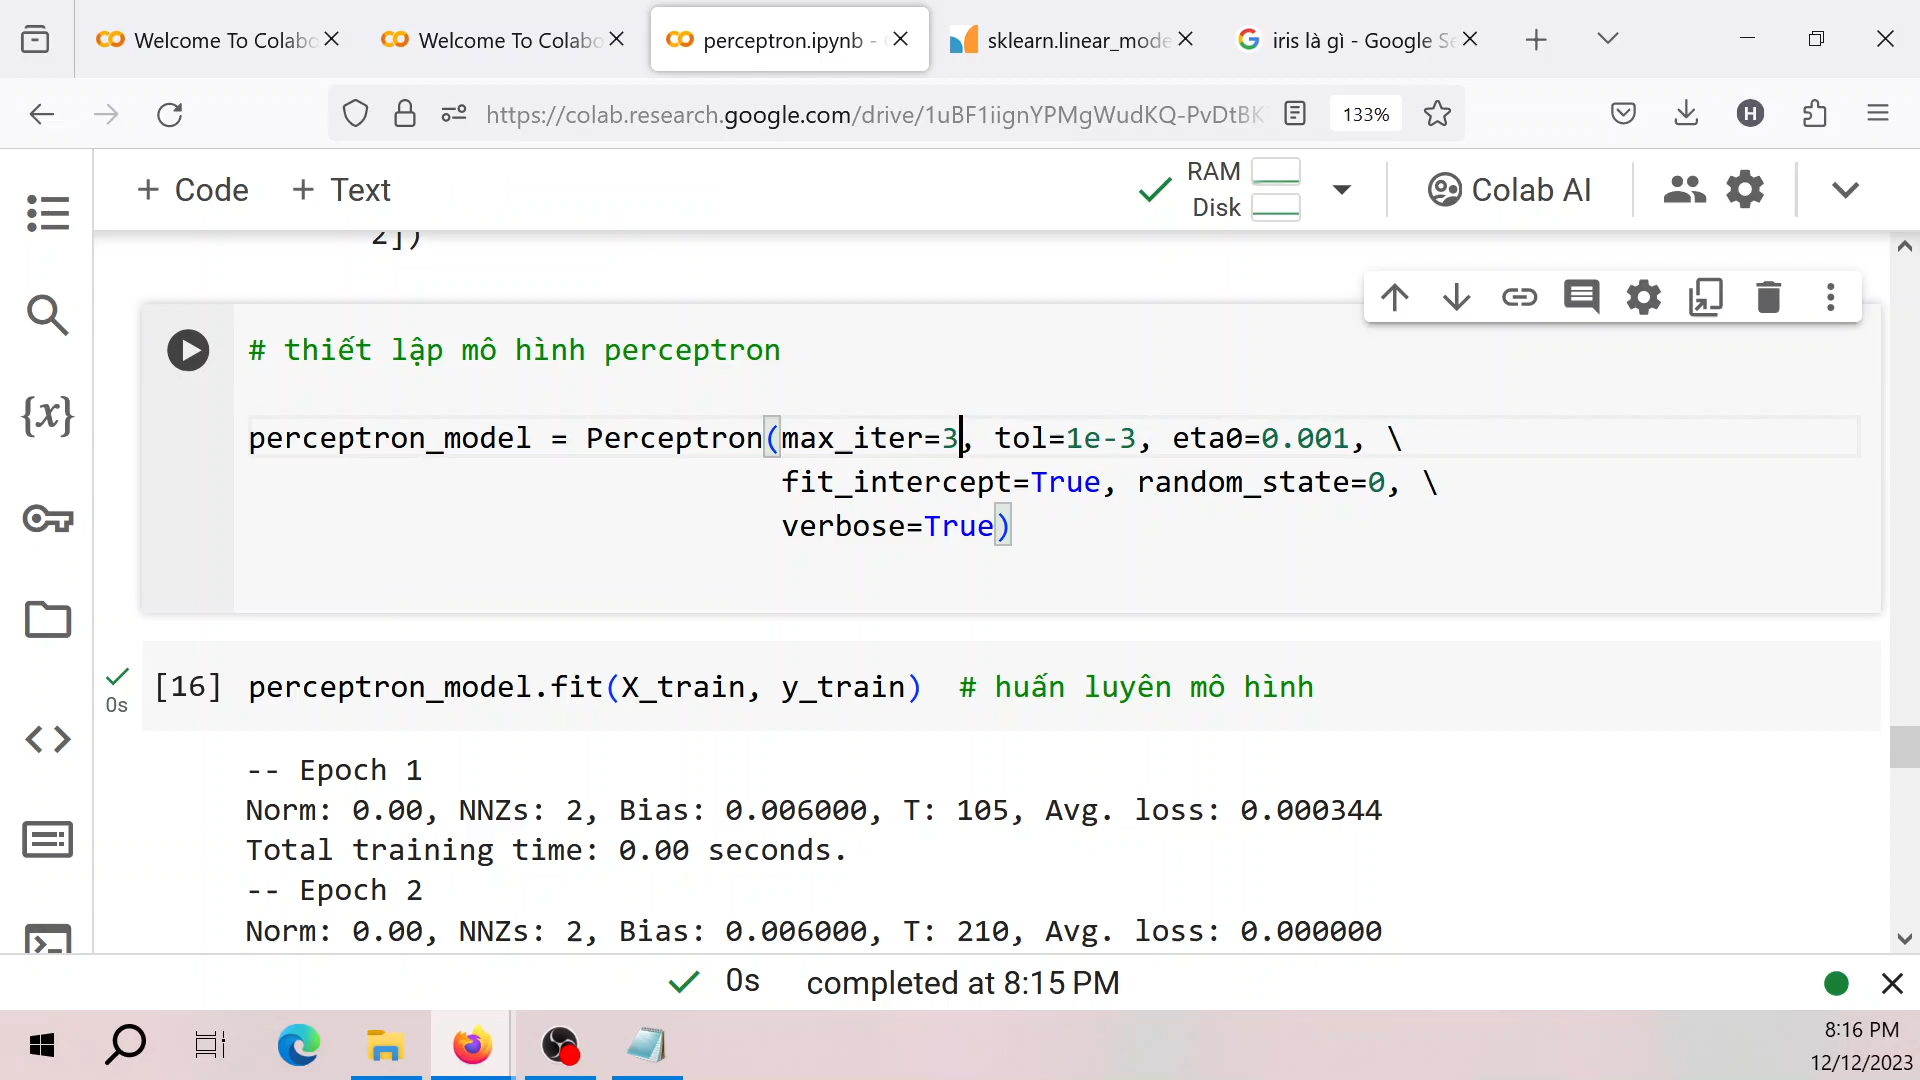 Welcome To Colabo
Welcome To Colabo
perceptron.ipynb -
sklearn.linear_mode
iris là gì - Google Se
https://colab.research.google.com/drive/1uBF1iignYPMgWudKQ-PvDtBK
133%
H
+ Code
+ Text
RAM
Disk
Colab AI
2])
# thiết lập mô hình perceptron
perceptron_model = Perceptron(max_iter=3, tol=1e-3, eta0=0.001, \
fit_intercept=True, random_state=0, \
verbose=True)
{x}
0s
[16] perceptron_model.fit(X_train, y_train)  # huấn luyên mô hình
-- Epoch 1
Norm: 0.00, NNZs: 2, Bias: 0.006000, T: 105, Avg. loss: 0.000344
Total training time: 0.00 seconds.
-- Epoch 2
Norm: 0.00, NNZs: 2, Bias: 0.006000, T: 210, Avg. loss: 0.000000
0s completed at 8:15 PM
8:16 PM
12/12/2023